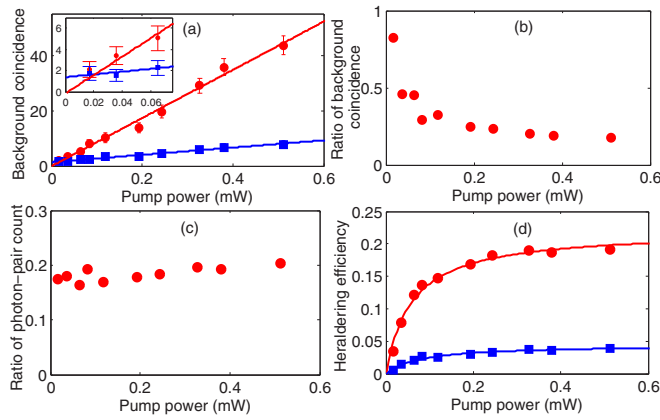 (a)
Background coincidence
6
4
2
0
0 0.02 0.04 0.06
40
20
0
0 0.2 0.4 0.6
Pump power (mW)
(b)
Ratio of background
coincidence
1
0.5
0
0 0.2 0.4 0.6
Pump power (mW)
(c)
Ratio of photon-pair count
0.3
0.2
0.1
0
0 0.2 0.4 0.6
Pump power (mW)
(d)
Heraldering efficiency
0.25
0.2
0.15
0.1
0.05
0
0 0.2 0.4 0.6
Pump power (mW)